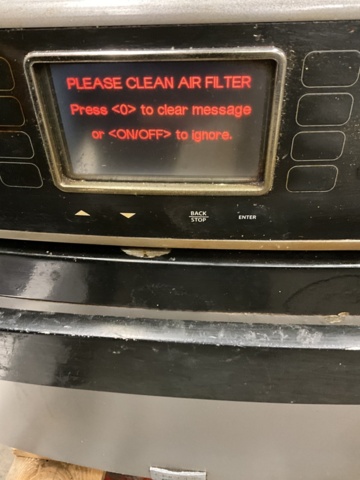 PLEASE CLEAN AIR FILTER
Press <0> to clear message
or <ON/OFF> to ignore.
BACK
STOP
ENTER